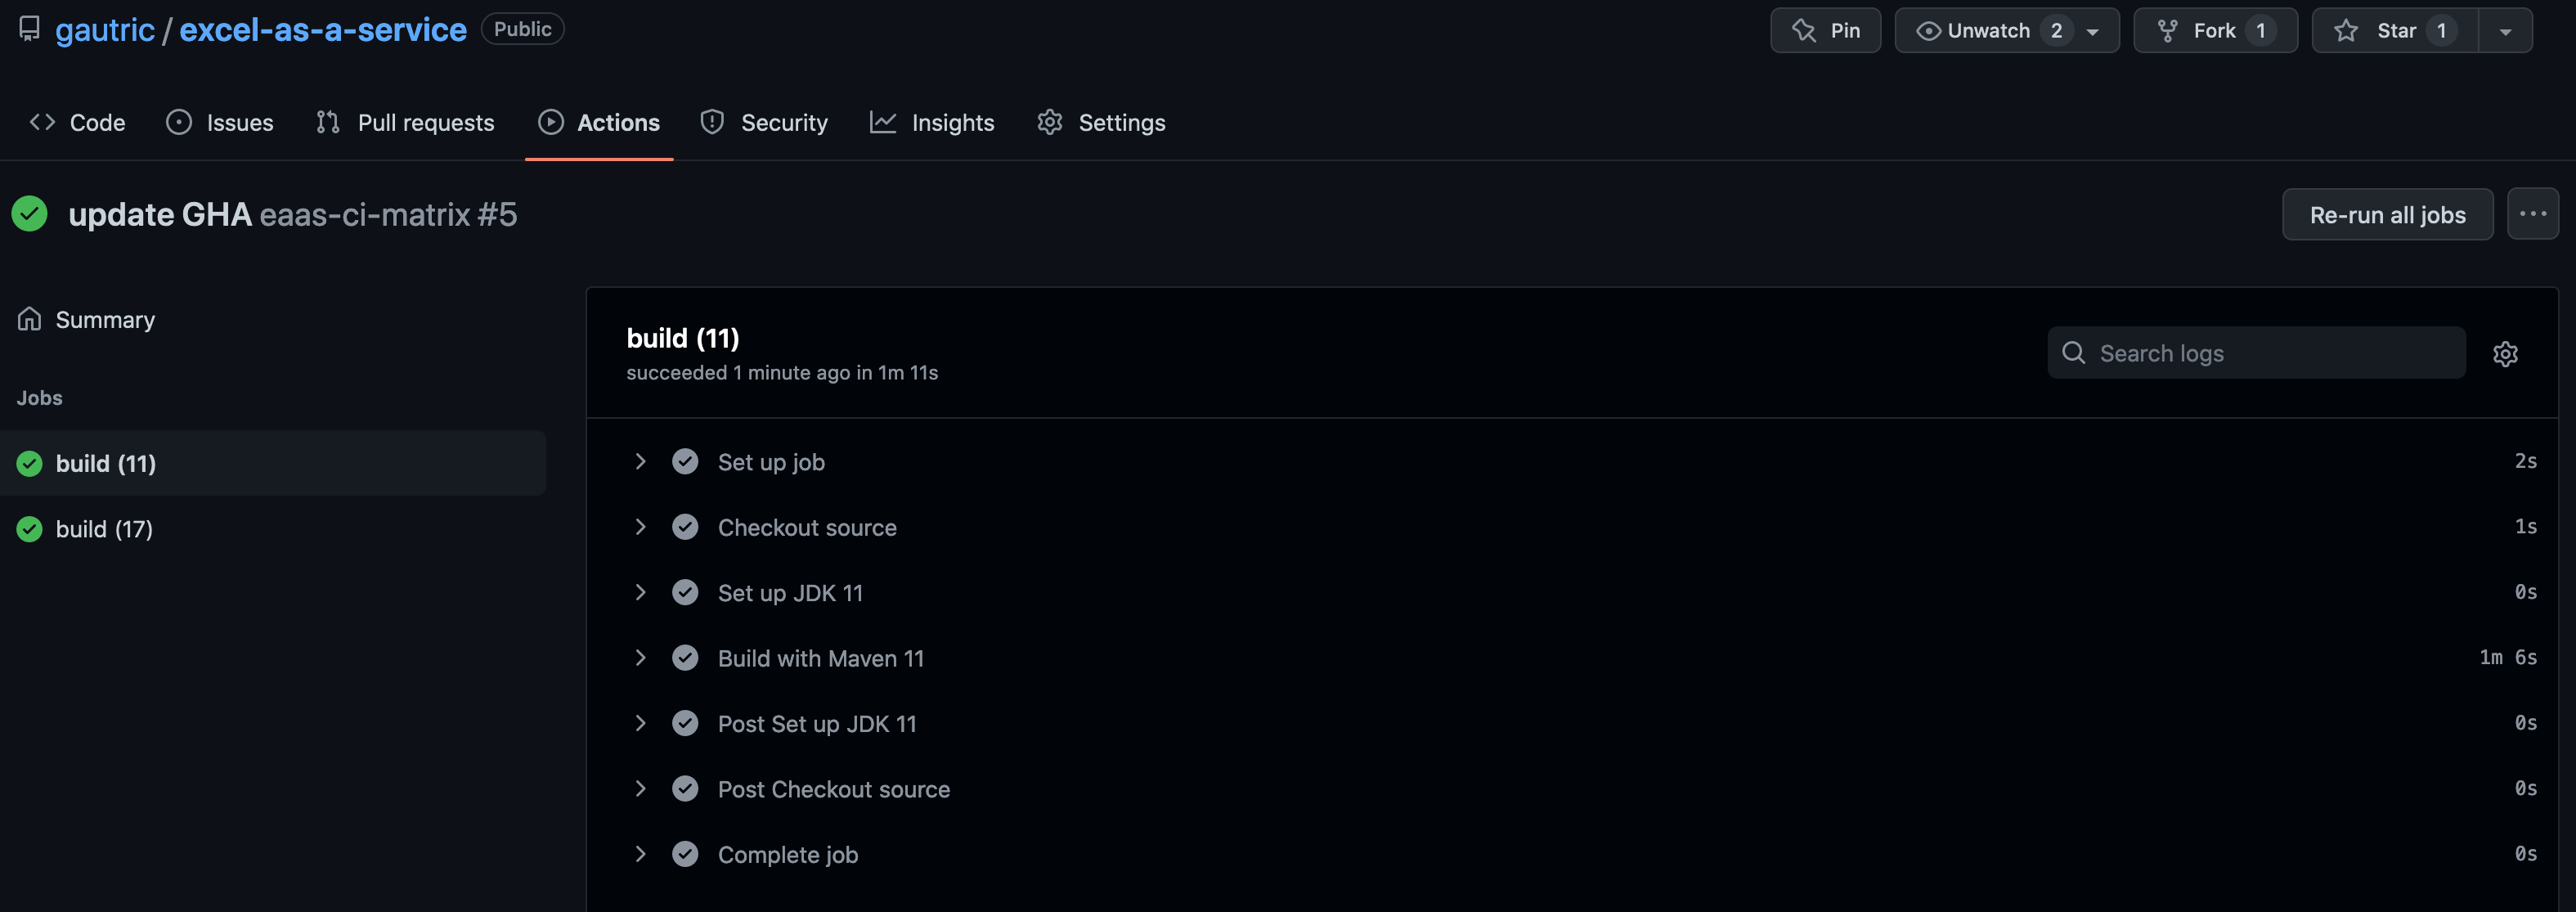 gautric / excel-as-a-service Public Pin Unwatch 2 Fork 1 Star 1
Code Issues Pull requests Actions Security Insights Settings
update GHA eaas-ci-matrix #5 Re-run all jobs ...
Summary
Jobs
build (11)
build (17)
build (11)
succeeded 1 minute ago in 1m 11s
Search logs
Set up job 2s
Checkout source 1s
Set up JDK 11 0s
Build with Maven 11 1m 6s
Post Set up JDK 11 0s
Post Checkout source 0s
Complete job 0s